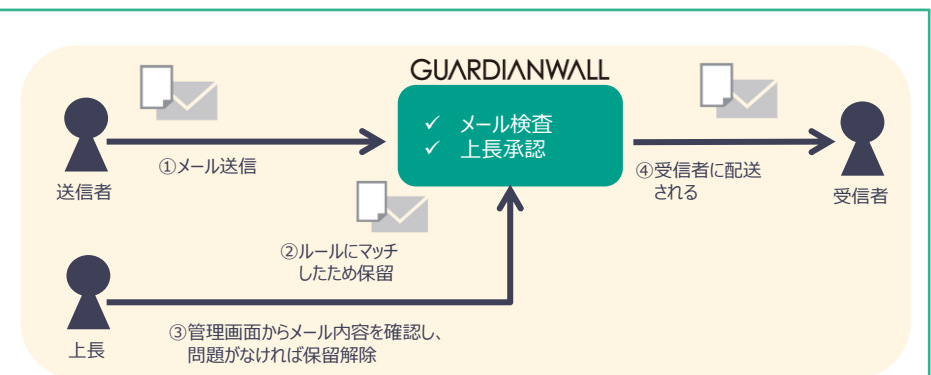 GUARDIANWALL
✓ メール検査
✓ 上長承認
①メール送信
送信者
④受信者に配送
される
受信者
②ルールにマッチ
したため保留
③管理画面からメール内容を確認し、
問題がなければ保留解除
上長